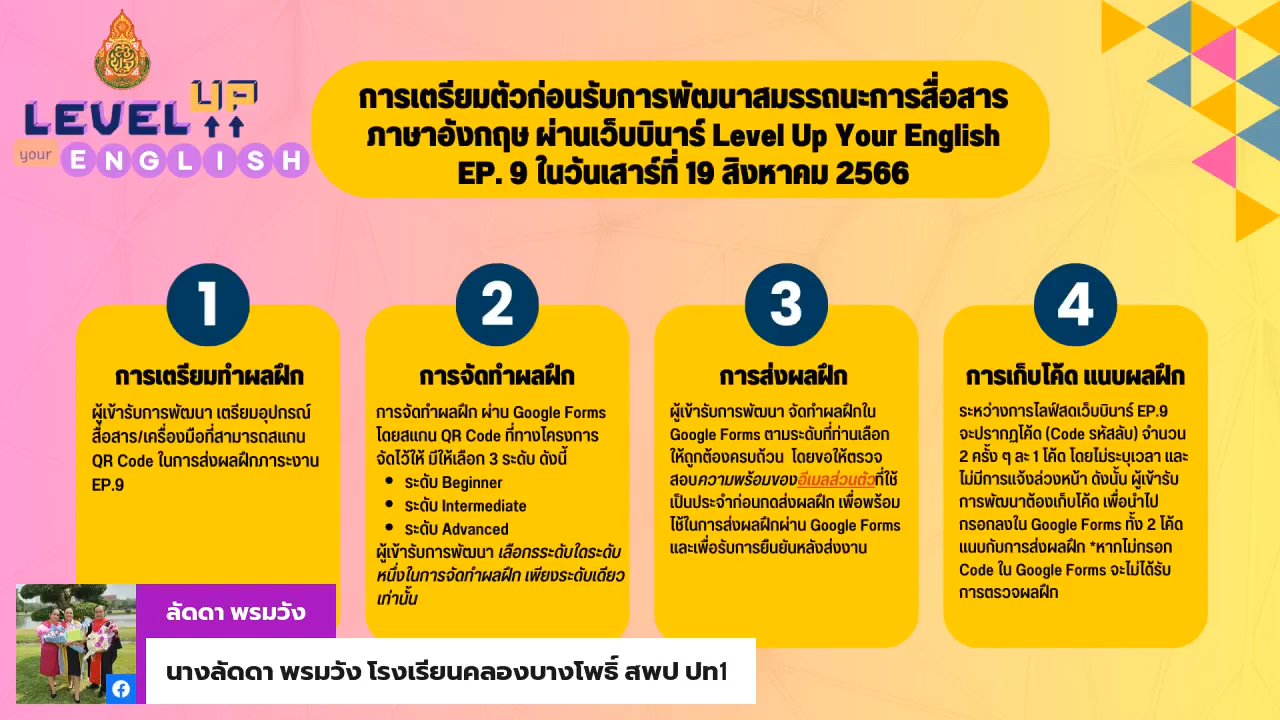 LEVEL UP
your ENGLISH
การเตรียมตัวก่อนรับการพัฒนาสมรรถนะการสื่อสาร
ภาษาอังกฤษ ผ่านเว็บบินาร์ Level Up Your English
EP. 9 ในวันเสาร์ที่ 19 สิงหาคม 2566
1
การเตรียมทำผลฝึก
ผู้เข้ารับการพัฒนา เตรียมอุปกรณ์
สื่อสาร/เครื่องมือที่สามารถสแกน
QR Code ในการส่งผลฝึกภาระงาน
EP.9
2
การจัดทำผลฝึก
การจัดทำผลฝึก ผ่าน Google Forms
โดยสแกน QR Code ที่ทางโครงการ
จัดไว้ให้ มีให้เลือก 3 ระดับ ดังนี้
• ระดับ Beginner
• ระดับ Intermediate
• ระดับ Advanced
ผู้เข้ารับการพัฒนา เลือกรระดับใดระดับ
หนึ่งในการจัดทำผลฝึก เพียงระดับเดียว
เท่านั้น
3
การส่งผลฝึก
ผู้เข้ารับการพัฒนา จัดทำผลฝึกใน
Google Forms ตามระดับที่ท่านเลือก
ให้ถูกต้องครบถ้วน โดยขอให้ตรวจ
สอบความพร้อมของอีเมลส่วนตัวที่ใช้
เป็นประจำก่อนกดส่งผลฝึก เพื่อพร้อม
ใช้ในการส่งผลฝึกผ่าน Google Forms
และเพื่อรับการยืนยันหลังส่งงาน
4
การเก็บโค้ด แนบผลฝึก
ระหว่างการไลฟ์สดเว็บบินาร์ EP.9
จะปรากฏโค้ด (Code รหัสลับ) จำนวน
2 ครั้ง ๆ ละ 1 โค้ด โดยไม่ระบุเวลา และ
ไม่มีการแจ้งล่วงหน้า ดังนั้น ผู้เข้ารับ
การพัฒนาต้องเก็บโค้ด เพื่อนำไป
กรอกลงใน Google Forms ทั้ง 2 โค้ด
แนบกับการส่งผลฝึก *หากไม่กรอก
Code ใน Google Forms จะไม่ได้รับ
การตรวจผลฝึก
ลัดดา พรมวัง
นางลัดดา พรมวัง โรงเรียนคลองบางโพธิ์ สพป ปท1